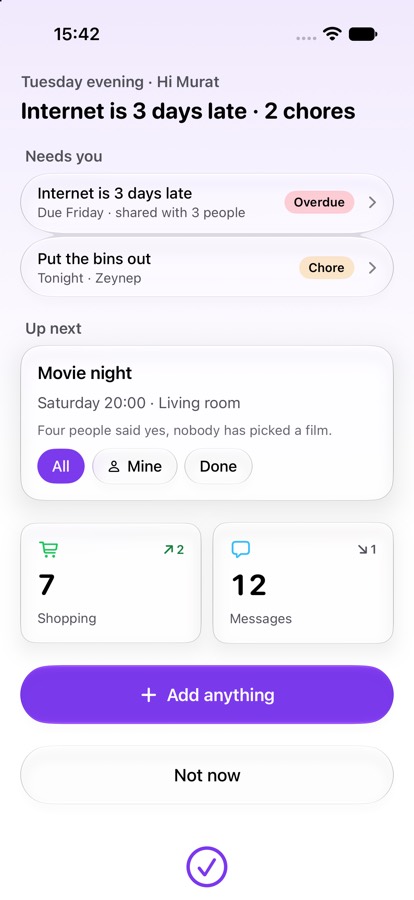 15:42
Tuesday evening · Hi Murat
Internet is 3 days late · 2 chores
Needs you
Internet is 3 days late
Due Friday · shared with 3 people
Overdue
Put the bins out
Tonight · Zeynep
Chore
Up next
Movie night
Saturday 20:00 · Living room
Four people said yes, nobody has picked a film.
All
Mine
Done
2
7
Shopping
1
12
Messages
Add anything
Not now